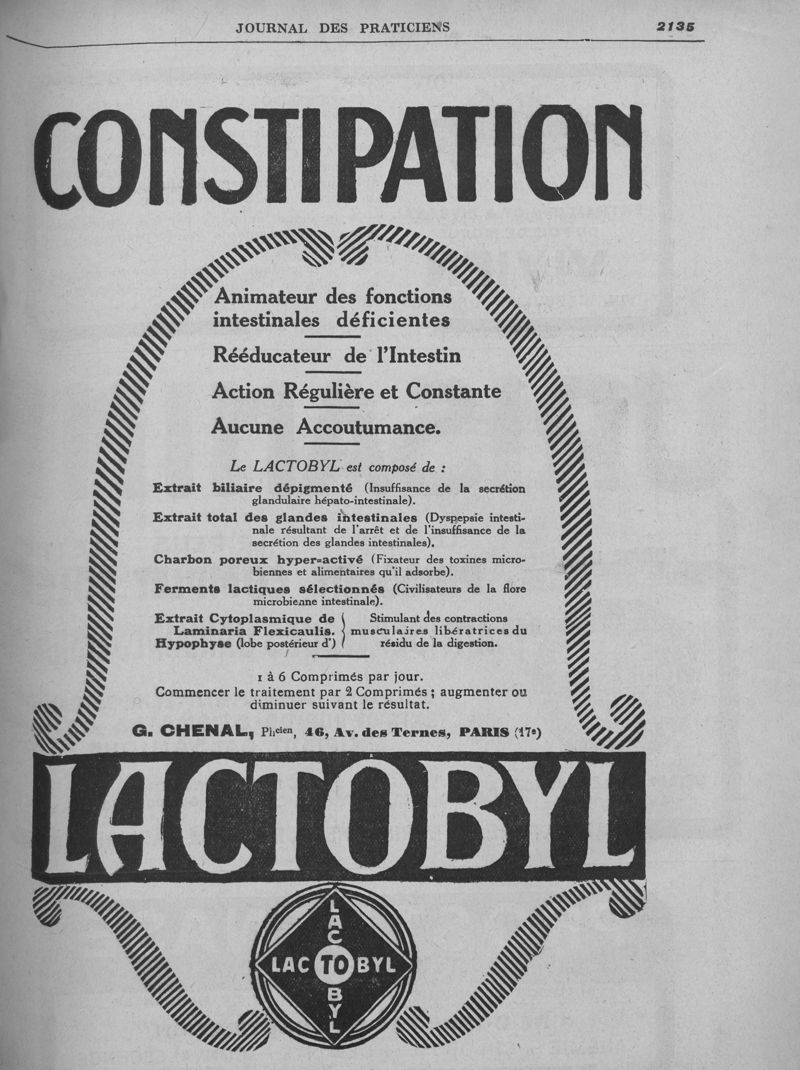 JOURNAL DES PRATICIENS 2135
CONSTIPATION
Animateur des fonctions
intestinales déficientes
Rééducateur de l'Intestin
Action Régulière et Constante
Aucune Accoutumance.
Le LACTOBYL est composé de :
Extrait biliaire dépigmenté (Insuffisance de la secrétion
glandulaire hépato-intestinale).
Extrait total des glandes intestinales (Dyspepsie intesti-
nale résultant de l'arrêt et de l'insuffisance de la
secrétion des glandes intestinales).
Charbon poreux hyper-activé (Fixateur des toxines micro-
biennes et alimentaires qu'il adsorbe).
Ferments lactiques sélectionnés (Civilisateurs de la flore
microbienne intestinale).
Extrait Cytoplasmique de { Stimulant des contractions
Laminaria Flexicaulis. { musculaires libératrices du
Hypophyse (lobe postérieur d') { résidu de la digestion.
1 à 6 Comprimés par jour.
Commencer le traitement par 2 Comprimés ; augmenter ou
diminuer suivant le résultat.
G. CHENAL, Phcien, 46, Av. des Ternes, PARIS (17e)
LACTOBYL
LAC
LAC TO BYL
BYL